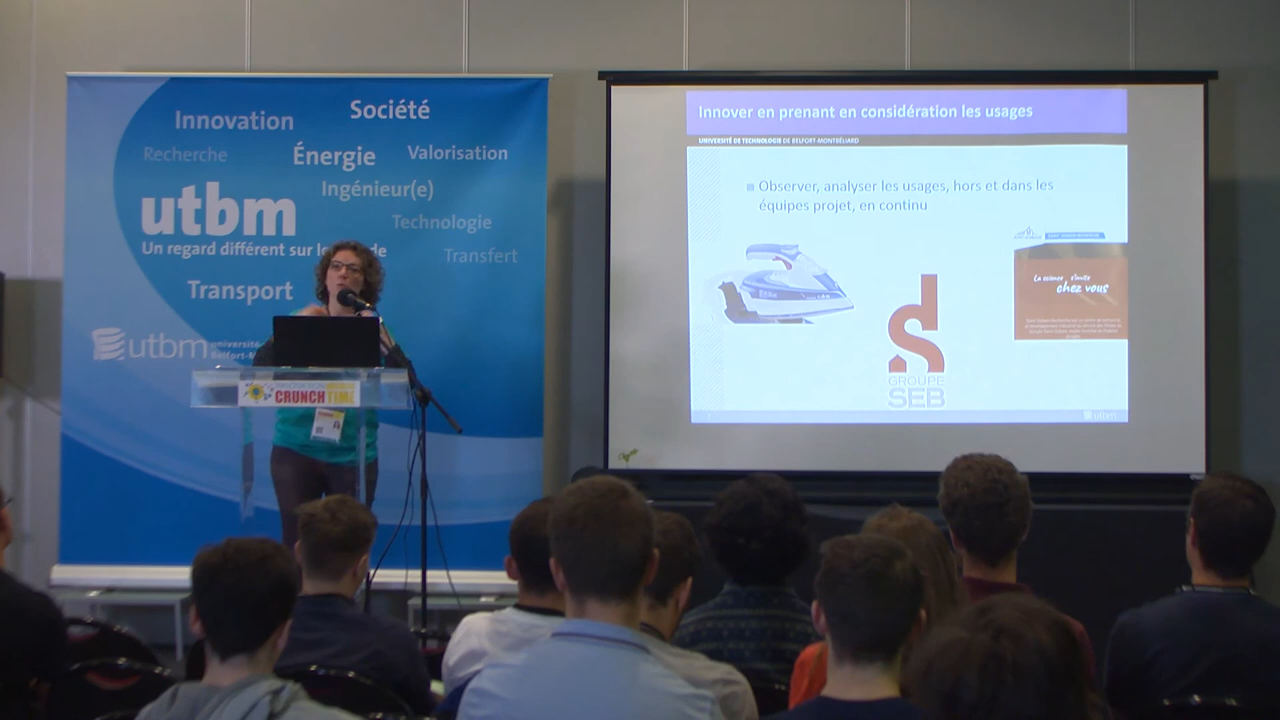 Société
Innovation
Recherche
Énergie
Valorisation
Ingénieur(e)
utbm
Technologie
Un regard différent sur
Transfert
Transport
utbm
université
CRUNCH TIME
Innover en prenant en considération les usages
UNIVERSITÉ DE TECHNOLOGIE DE BELFORT-MONTBÉLIARD
Observer, analyser les usages, hors et dans les
équipes projet, en continu
La science s'invite
chez vous
GROUPE
SEB
utbm